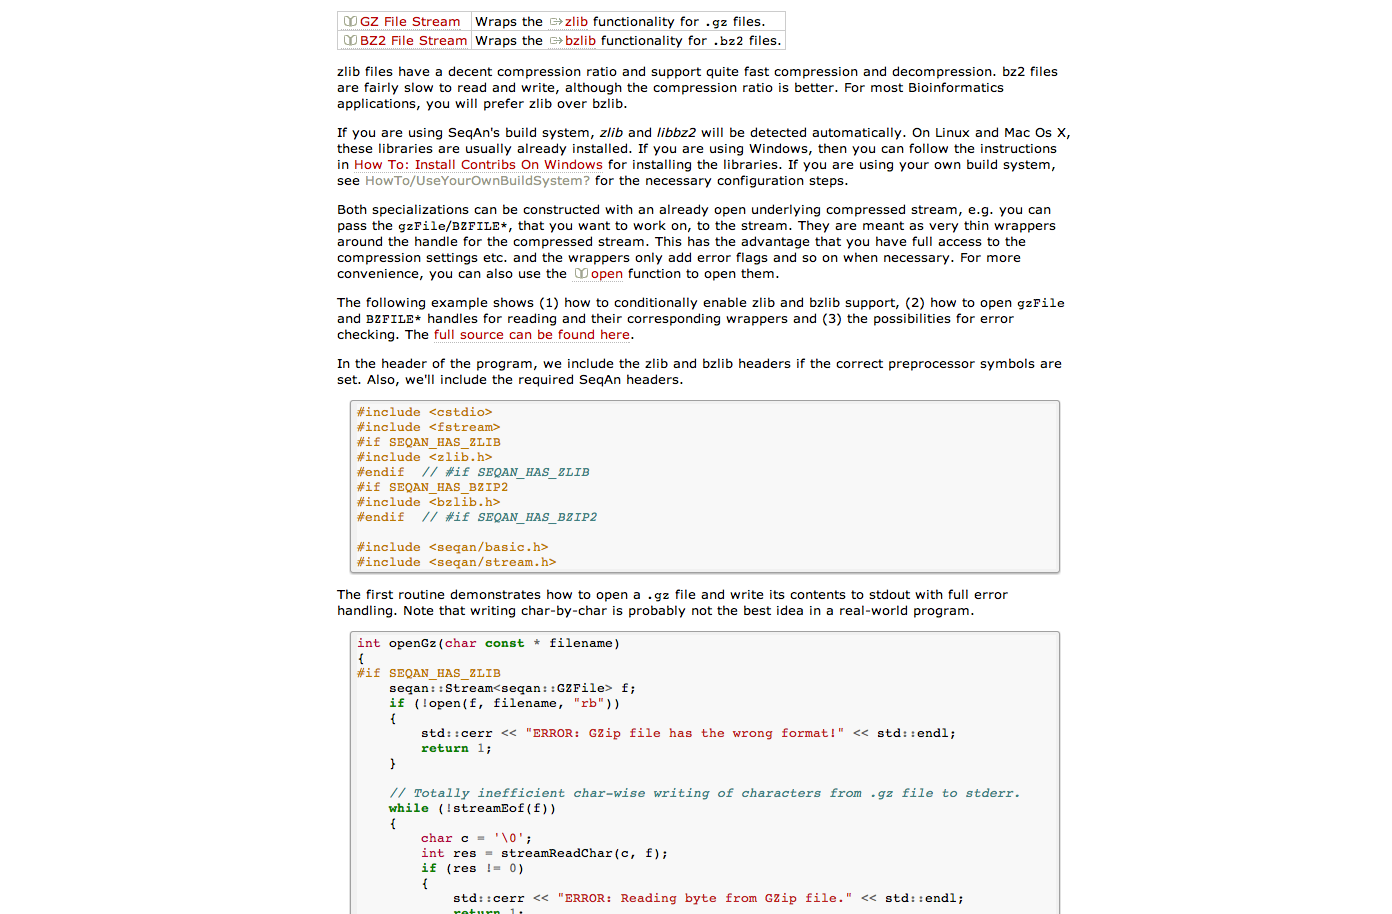 GZ File Stream Wraps the zlib functionality for .gz files.
BZ2 File Stream Wraps the bzlib functionality for .bz2 files.
zlib files have a decent compression ratio and support quite fast compression and decompression. bz2 files
are fairly slow to read and write, although the compression ratio is better. For most Bioinformatics
applications, you will prefer zlib over bzlib.
If you are using SeqAn's build system, zlib and libbz2 will be detected automatically. On Linux and Mac Os X,
these libraries are usually already installed. If you are using Windows, then you can follow the instructions
in How To: Install Contribs On Windows for installing the libraries. If you are using your own build system,
see HowTo/UseYourOwnBuildSystem? for the necessary configuration steps.
Both specializations can be constructed with an already open underlying compressed stream, e.g. you can
pass the gzFile/BZFILE*, that you want to work on, to the stream. They are meant as very thin wrappers
around the handle for the compressed stream. This has the advantage that you have full access to the
compression settings etc. and the wrappers only add error flags and so on when necessary. For more
convenience, you can also use the open function to open them.
The following example shows (1) how to conditionally enable zlib and bzlib support, (2) how to open gzFile
and BZFILE* handles for reading and their corresponding wrappers and (3) the possibilities for error
checking. The full source can be found here.
In the header of the program, we include the zlib and bzlib headers if the correct preprocessor symbols are
set. Also, we'll include the required SeqAn headers.
#include <cstdio>
#include <fstream>
#if SEQAN_HAS_ZLIB
#include <zlib.h>
#endif  // #if SEQAN_HAS_ZLIB
#if SEQAN_HAS_BZIP2
#include <bzlib.h>
#endif  // #if SEQAN_HAS_BZIP2
#include <seqan/basic.h>
#include <seqan/stream.h>
The first routine demonstrates how to open a .gz file and write its contents to stdout with full error
handling. Note that writing char-by-char is probably not the best idea in a real-world program.
int openGz(char const * filename)
{
#if SEQAN_HAS_ZLIB
    seqan::Stream<seqan::GZFile> f;
    if (!open(f, filename, "rb"))
    {
        std::cerr << "ERROR: GZip file has the wrong format!" << std::endl;
        return 1;
    }
    // Totally inefficient char-wise writing of characters from .gz file to stderr.
    while (!streamEof(f))
    {
        char c = '\0';
        int res = streamReadChar(c, f);
        if (res != 0)
        {
            std::cerr << "ERROR: Reading byte from GZip file." << std::endl;
            return 1;